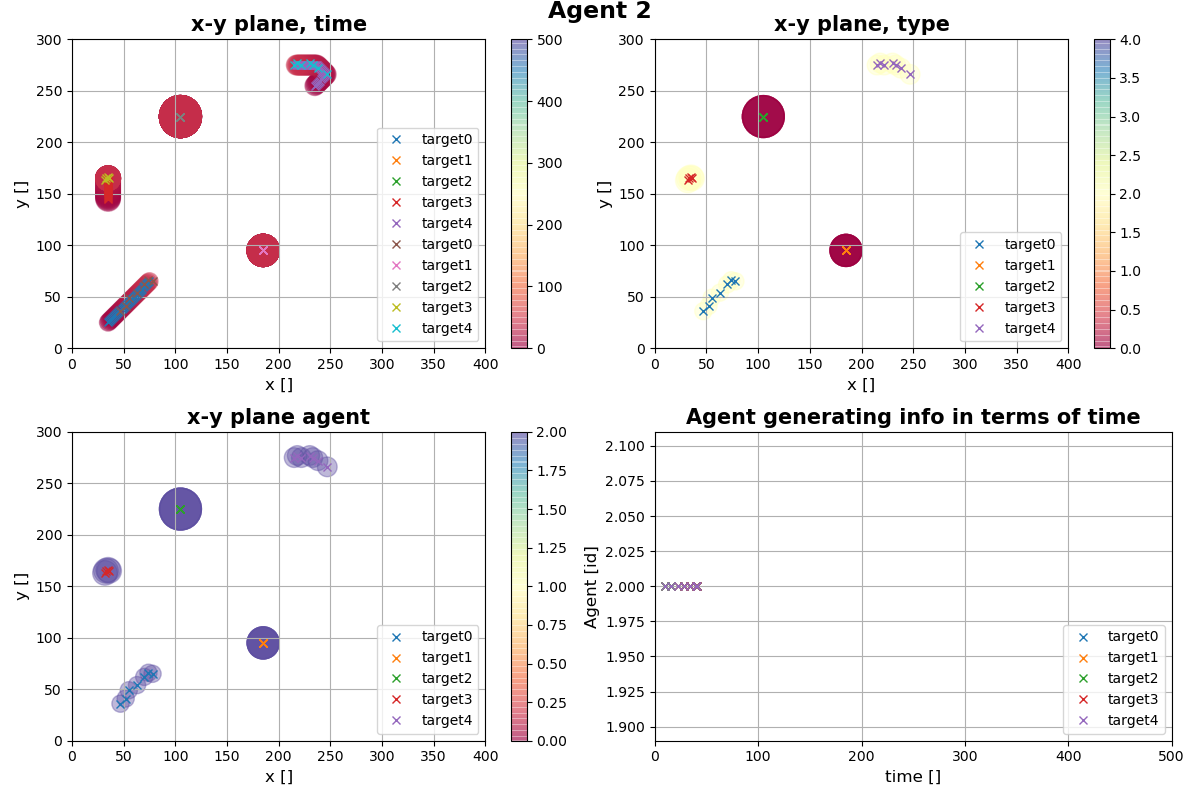 Agent 2
x-y plane, time
300
250
200
150
100
50
0
y []
0 50 100 150 200 250 300 350 400
x []
target0
target1
target2
target3
target4
target0
target1
target2
target3
target4
500
400
300
200
100
0
x-y plane, type
300
250
200
150
100
50
0
y []
0 50 100 150 200 250 300 350 400
x []
target0
target1
target2
target3
target4
4.0
3.5
3.0
2.5
2.0
1.5
1.0
0.5
0.0
x-y plane agent
300
250
200
150
100
50
0
y []
0 50 100 150 200 250 300 350 400
x []
target0
target1
target2
target3
target4
2.00
1.75
1.50
1.25
1.00
0.75
0.50
0.25
0.00
Agent generating info in terms of time
2.100
2.075
2.050
2.025
2.000
1.975
1.950
1.925
1.900
Agent [id]
0 100 200 300 400 500
time []
target0
target1
target2
target3
target4